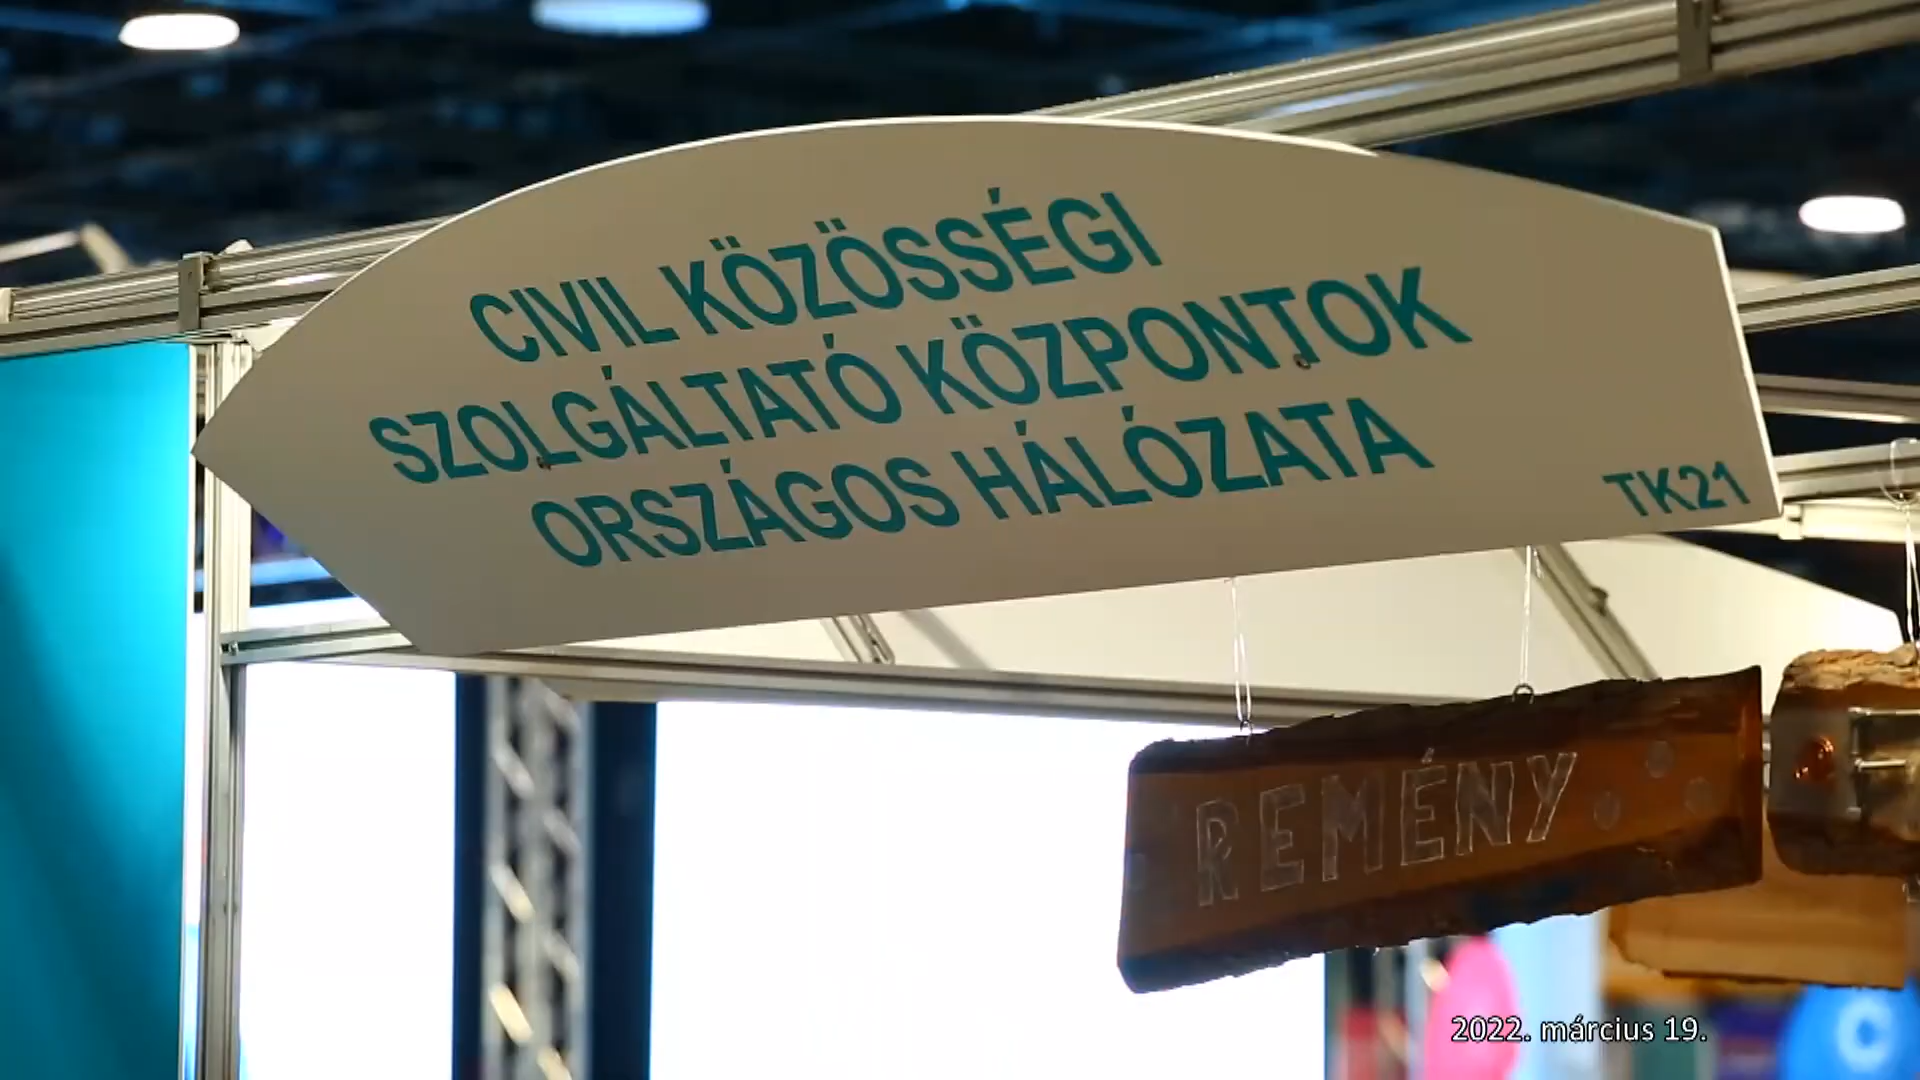 CIVIL KÖZÖSSÉGI
SZOLGÁLTATÓ KÖZPONTOK
ORSZÁGOS HÁLÓZATA
TK21
REMÉNY
2022. március 19.
C